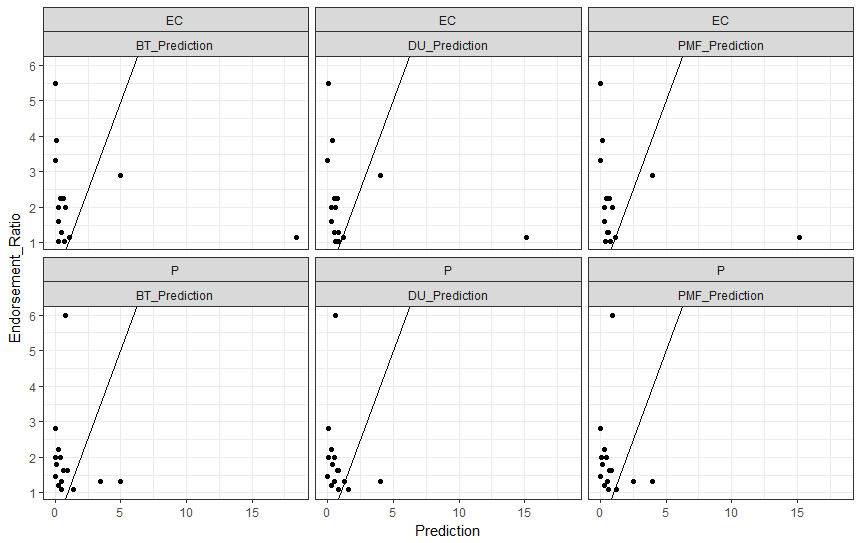 EC EC EC
BT_Prediction DU_Prediction PMF_Prediction
6
5
4
3
2
1
P P P
BT_Prediction DU_Prediction PMF_Prediction
6
5
4
3
2
1
0 5 10 15 0 5 10 15 0 5 10 15
Prediction
Endorsement_Ratio